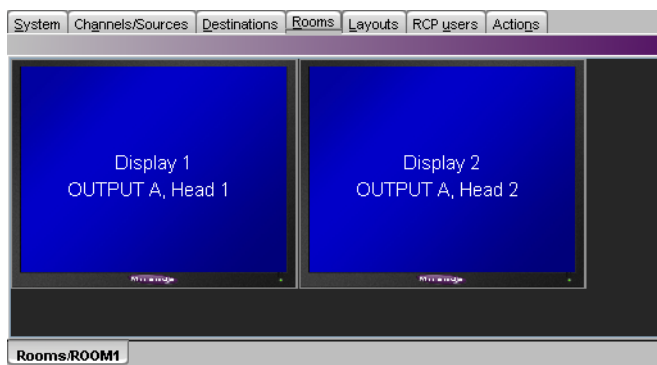 System Channels/Sources Destinations Rooms Layouts RCP users Actions
Display 1
OUTPUT A, Head 1
Display 2
OUTPUT A, Head 2
Rooms/ROOM1